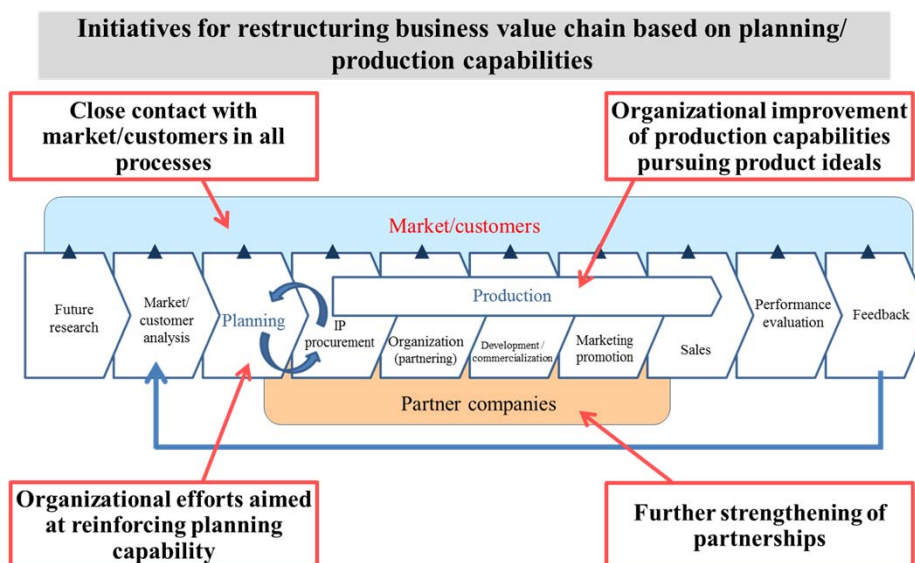 Initiatives for restructuring business value chain based on planning/
production capabilities
Close contact with
market/customers in all
processes
Organizational improvement
of production capabilities
pursuing product ideals
Market/customers
Future
research
Market/
customer
analysis
Planning
Production
IP
procurement
Organization
(partnering)
Development /
commercialization
Marketing
promotion
Sales
Performance
evaluation
Feedback
Partner companies
Organizational efforts aimed
at reinforcing planning
capability
Further strengthening of
partnerships